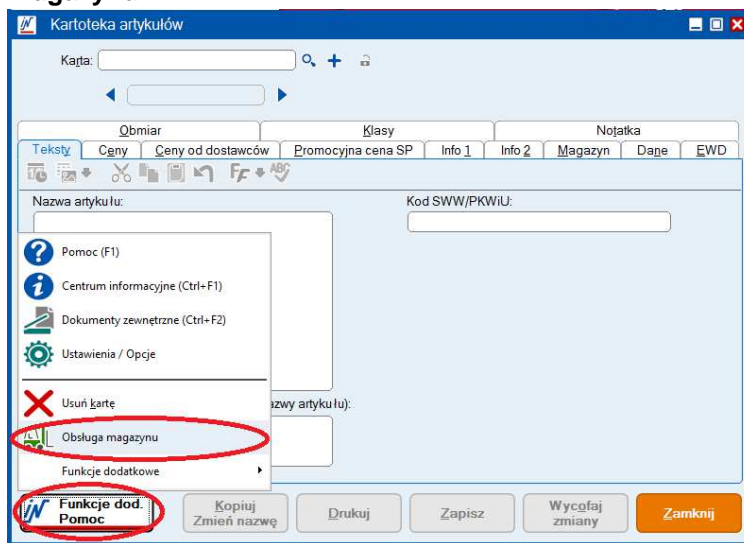 Kartoteka artykułów
Karta:
Obmiar Klasy Notatka
Teksty Ceny Ceny od dostawców Promocyjna cena SP Info 1 Info 2 Magazyn Dane EWD
Nazwa artykułu: Kod SWW/PKWiU:
Pomoc (F1)
Centrum informacyjne (Ctrl+F1)
Dokumenty zewnętrzne (Ctrl+F2)
Ustawienia / Opcje
Usuń kartę
zwy artykułu):
Obsługa magazynu
Funkcje dodatkowe
Funkcje dod. Pomoc
Kopiuj Zmień nazwę
Drukuj
Zapisz
Wycofaj zmiany
Zamknij